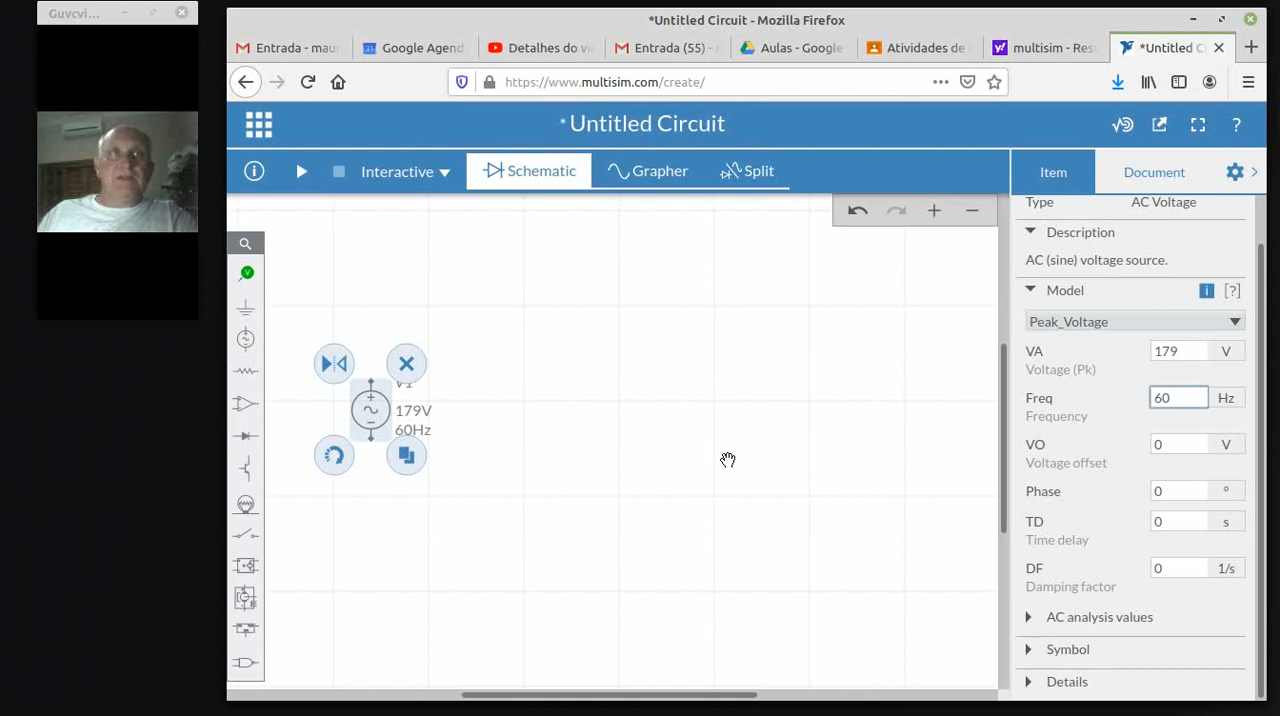 Guvcvi...
*Untitled Circuit - Mozilla Firefox
Entrada - mau
Google Agend
Detalhes do ví
Entrada (55) -
Aulas - Google
Atividades de
multisim - Res
*Untitled C
https://www.multisim.com/create/
* Untitled Circuit
?
Interactive
Schematic
Grapher
Split
Item
Document
Type
AC Voltage
Description
AC (sine) voltage source.
Model
i
[?]
Peak_Voltage
VA
179
V
Voltage (Pk)
Freq
60
Hz
Frequency
VO
0
V
Voltage offset
Phase
0
°
TD
0
s
Time delay
DF
0
1/s
Damping factor
AC analysis values
Symbol
Details
V1
179V
60Hz